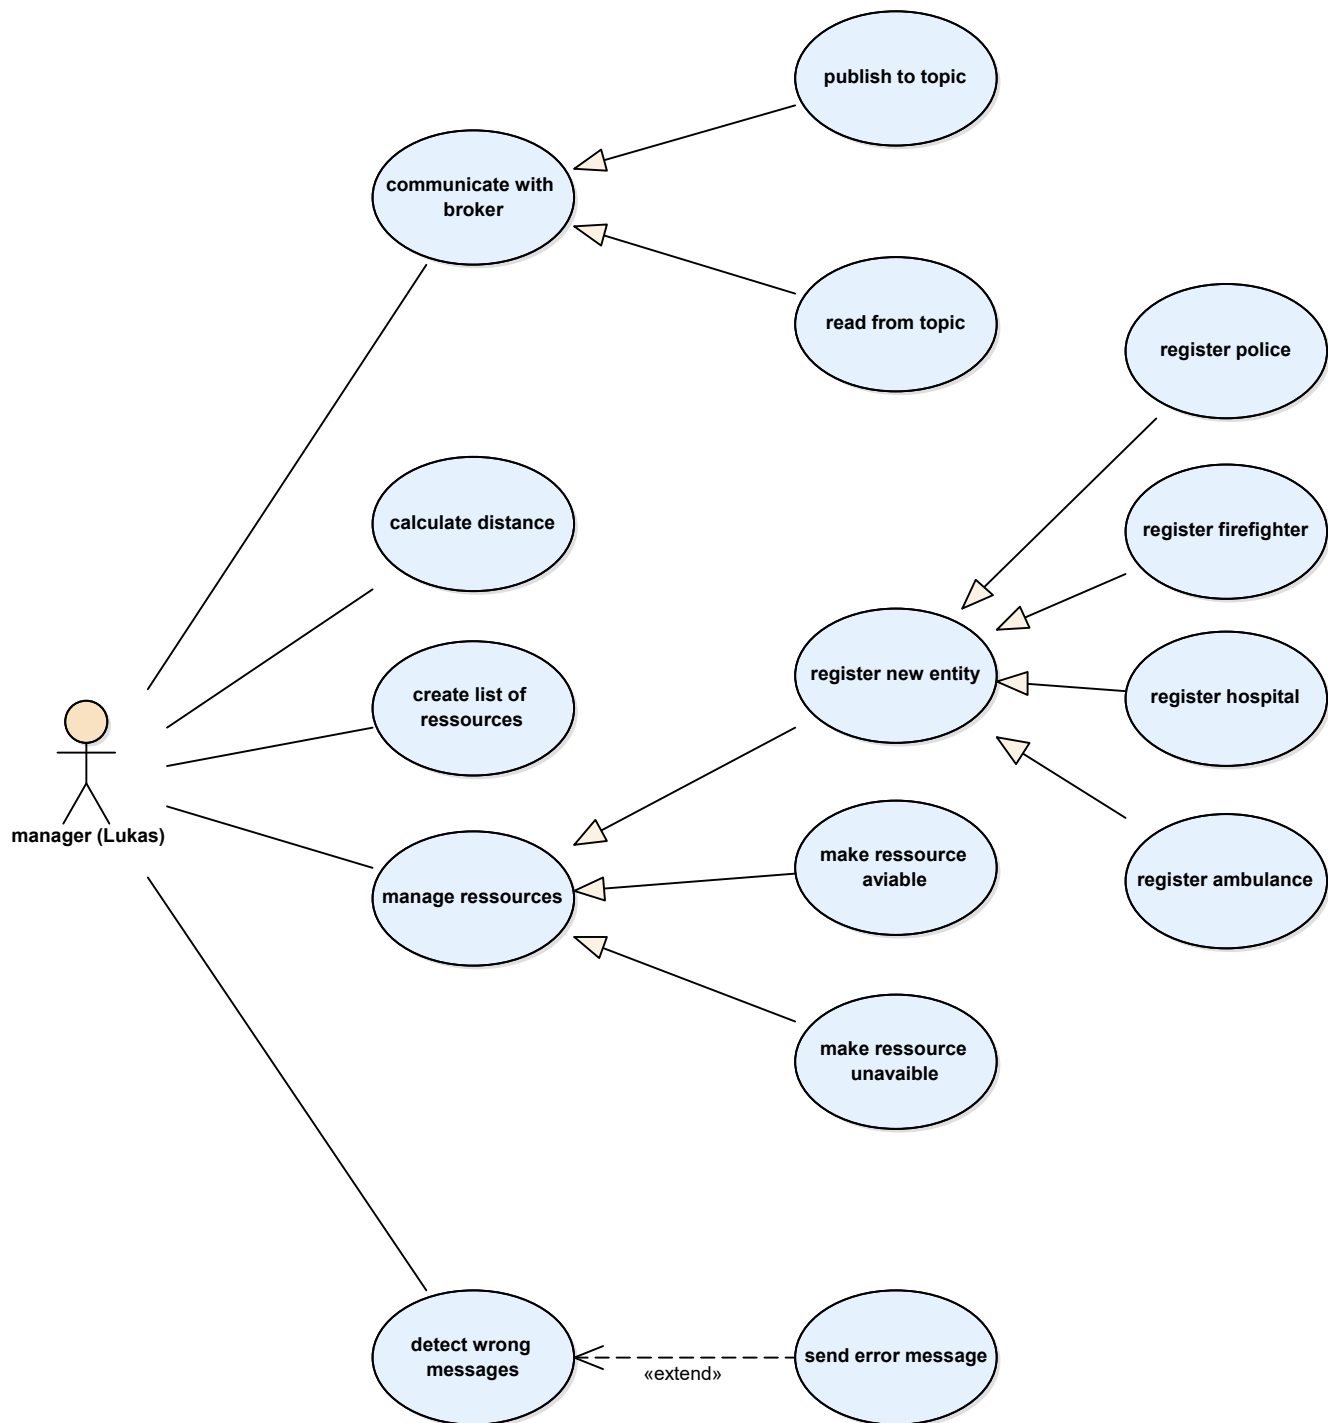 publish to topic
communicate with
broker
read from topic
register police
calculate distance
register firefighter
create list of
ressources
register new entity
register hospital
manager (Lukas)
manage ressources
make ressource
aviable
register ambulance
make ressource
unavaible
detect wrong
messages
send error message
«extend»